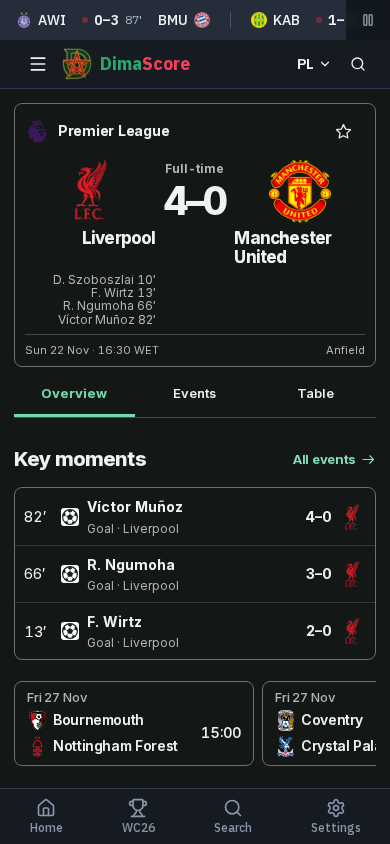 AWI 0–3 87' BMU KAB 1–
DimaScore PL
Premier League
Full-time
4–0
Liverpool Manchester United
D. Szoboszlai 10′
F. Wirtz 13′
R. Ngumoha 66′
Víctor Muñoz 82′
Sun 22 Nov · 16:30 WET Anfield
Overview Events Table
Key moments All events →
82′ Víctor Muñoz 4–0
Goal · Liverpool
66′ R. Ngumoha 3–0
Goal · Liverpool
13′ F. Wirtz 2–0
Goal · Liverpool
Fri 27 Nov
Bournemouth
Nottingham Forest
15:00
Fri 27 Nov
Coventry
Crystal Pala
Home WC26 Search Settings